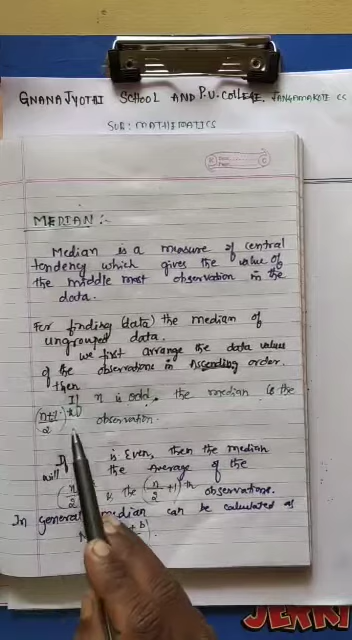 GNANAJYOTHI SCHOOL AND P.U. COLLEGE, JANGAMAKOTE CC
SUB: MATHEMATICS
MEDIAN :-
Median is a measure of central
tendency which gives the value of
the middle most observation in the
data.
For finding (data) the median of
ungrouped data.
we first arrange the data values
of the observations in Ascending order.
then
If n is odd, the median is the
(n+1/2)th observation.
If is Even, then the median
will the Average of the
(n/2 & the (n/2 + 1)th observations.
In general median can be calculated as